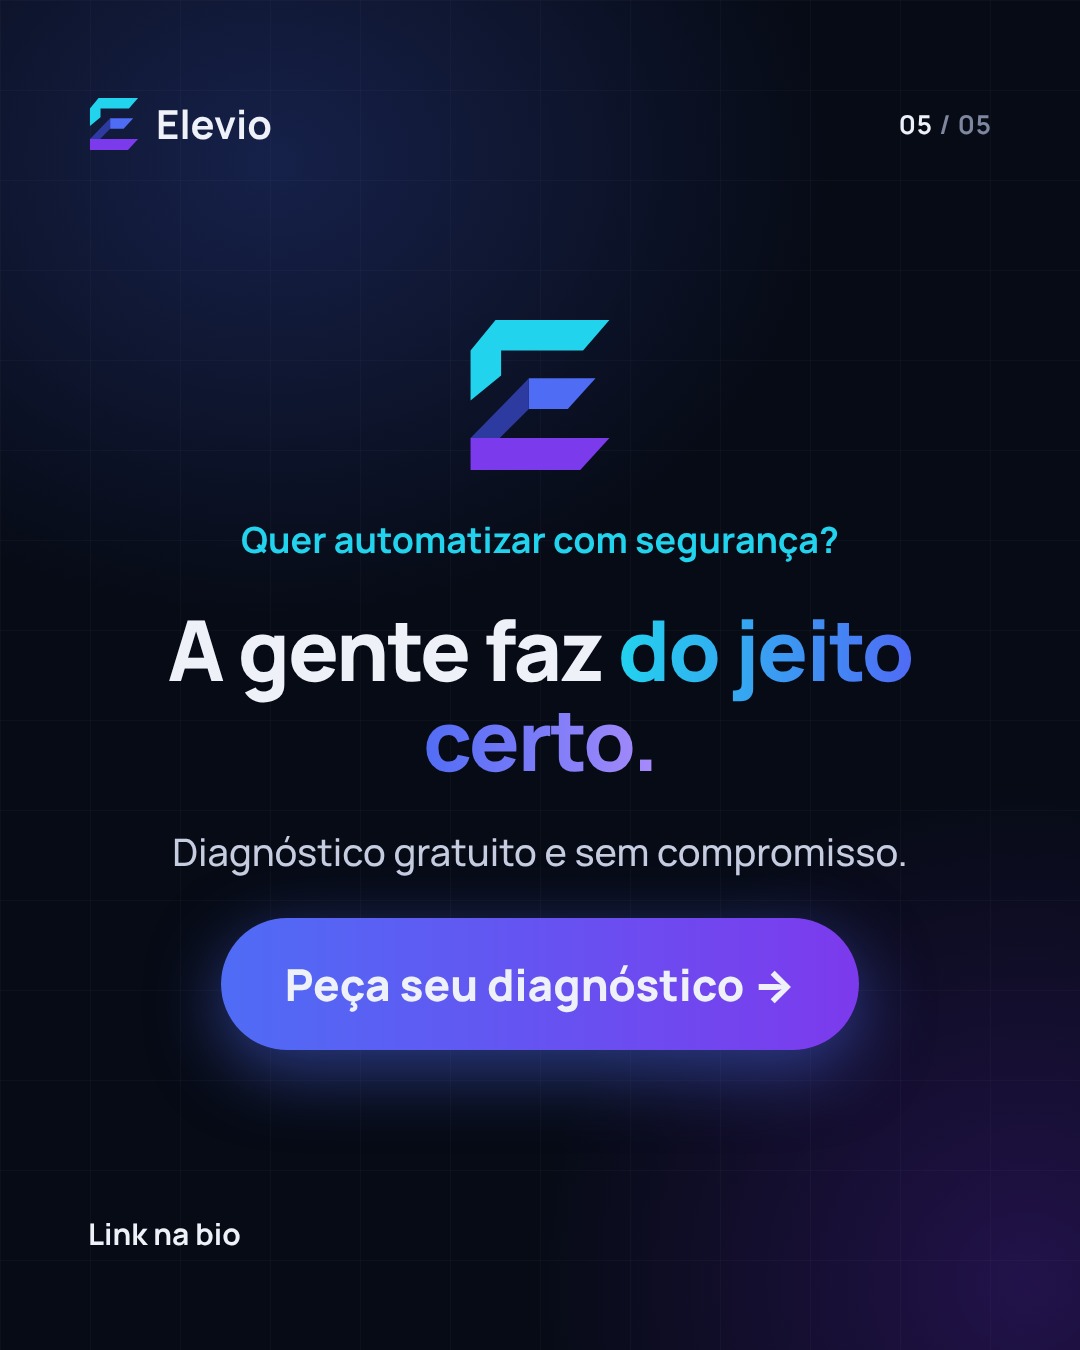 Elevio
05 / 05
Quer automatizar com segurança?
A gente faz do jeito
certo.
Diagnóstico gratuito e sem compromisso.
Peça seu diagnóstico →
Link na bio